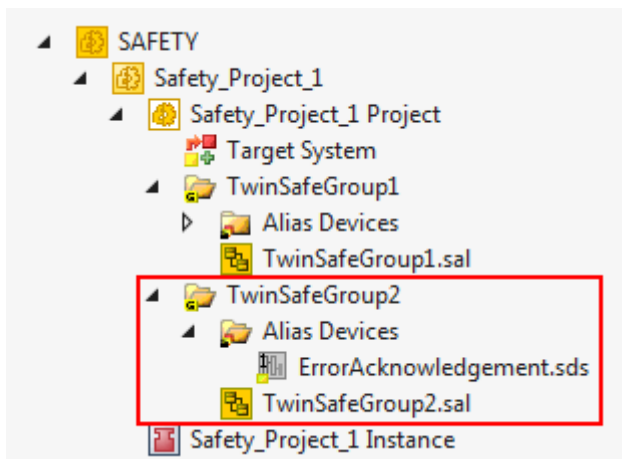 SAFETY
Safety_Project_1
Safety_Project_1 Project
Target System
TwinSafeGroup1
Alias Devices
TwinSafeGroup1.sal
TwinSafeGroup2
Alias Devices
ErrorAcknowledgement.sds
TwinSafeGroup2.sal
Safety_Project_1 Instance